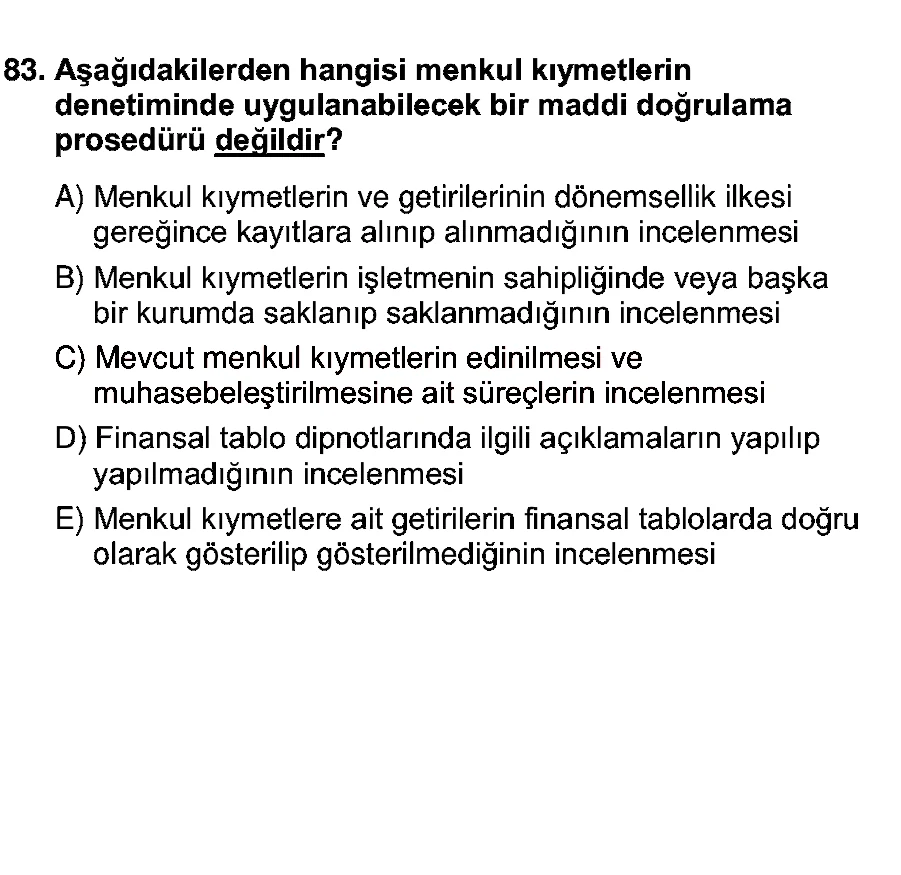 83. Aşağıdakilerden hangisi menkul kıymetlerin
denetiminde uygulanabilecek bir maddi doğrulama
prosedürü değildir?
A) Menkul kıymetlerin ve getirilerinin dönemsellik ilkesi
gereğince kayıtlara alınıp alınmadığının incelenmesi
B) Menkul kıymetlerin işletmenin sahipliğinde veya başka
bir kurumda saklanıp saklanmadığının incelenmesi
C) Mevcut menkul kıymetlerin edinilmesi ve
muhasebeleştirilmesine ait süreçlerin incelenmesi
D) Finansal tablo dipnotlarında ilgili açıklamaların yapılıp
yapılmadığının incelenmesi
E) Menkul kıymetlere ait getirilerin finansal tablolarda doğru
olarak gösterilip gösterilmediğinin incelenmesi